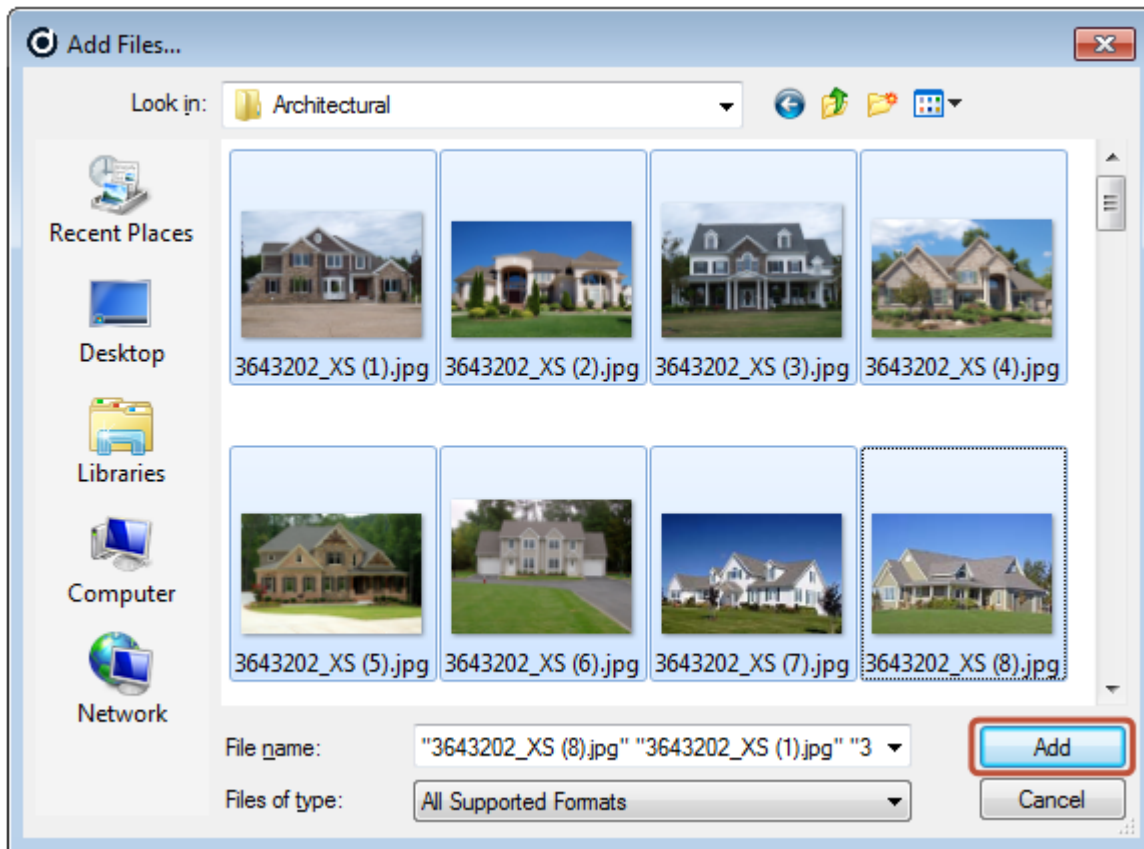 Add Files...
Look in:
Architectural
Recent Places
Desktop
Libraries
Computer
Network
3643202_XS (1).jpg
3643202_XS (2).jpg
3643202_XS (3).jpg
3643202_XS (4).jpg
3643202_XS (5).jpg
3643202_XS (6).jpg
3643202_XS (7).jpg
3643202_XS (8).jpg
File name:
"3643202_XS (8).jpg" "3643202_XS (1).jpg" "3
Add
Files of type:
All Supported Formats
Cancel